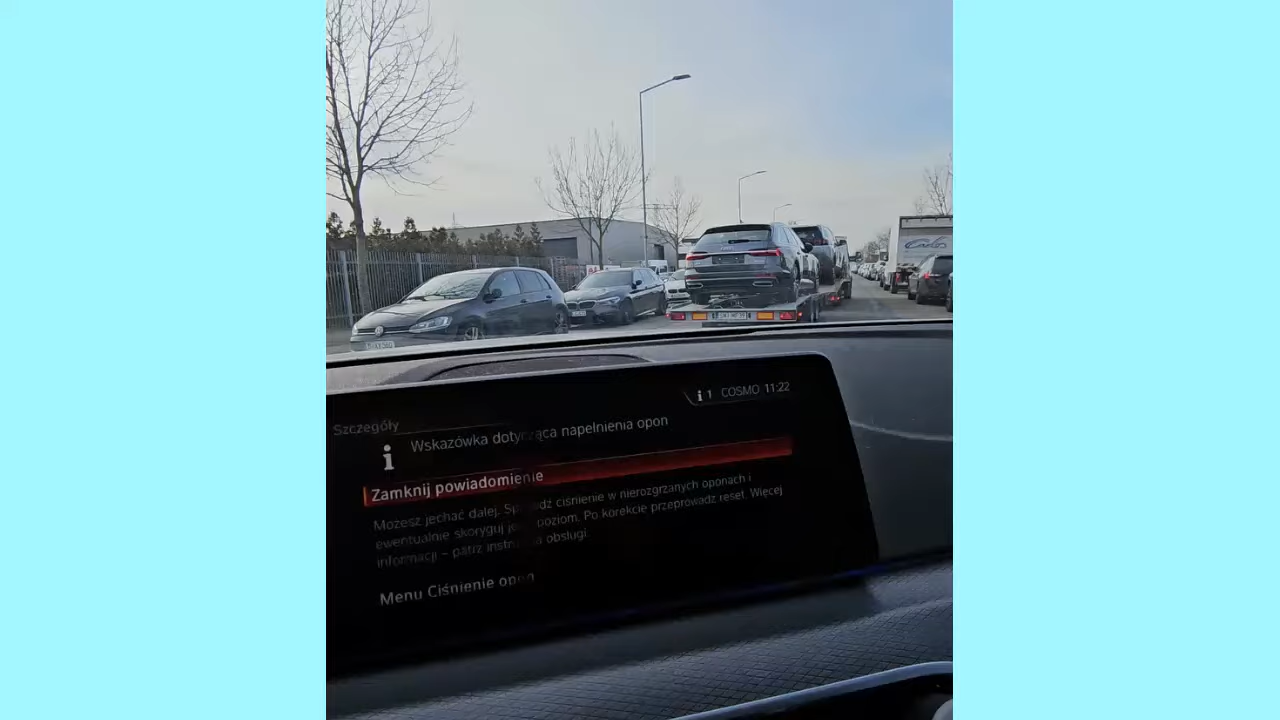 Szczegóły
i 1 COSMO 11:22
i Wskazówka dotycząca napełnienia opon
Zamknij powiadomienie
Możesz jechać dalej. Sprawdź ciśnienie w nierozgrzanych oponach i
ewentualnie skoryguj jego poziom. Po korekcie przeprowadź reset. Więcej
informacji – patrz instrukcja obsługi.
Menu Ciśnienie opon